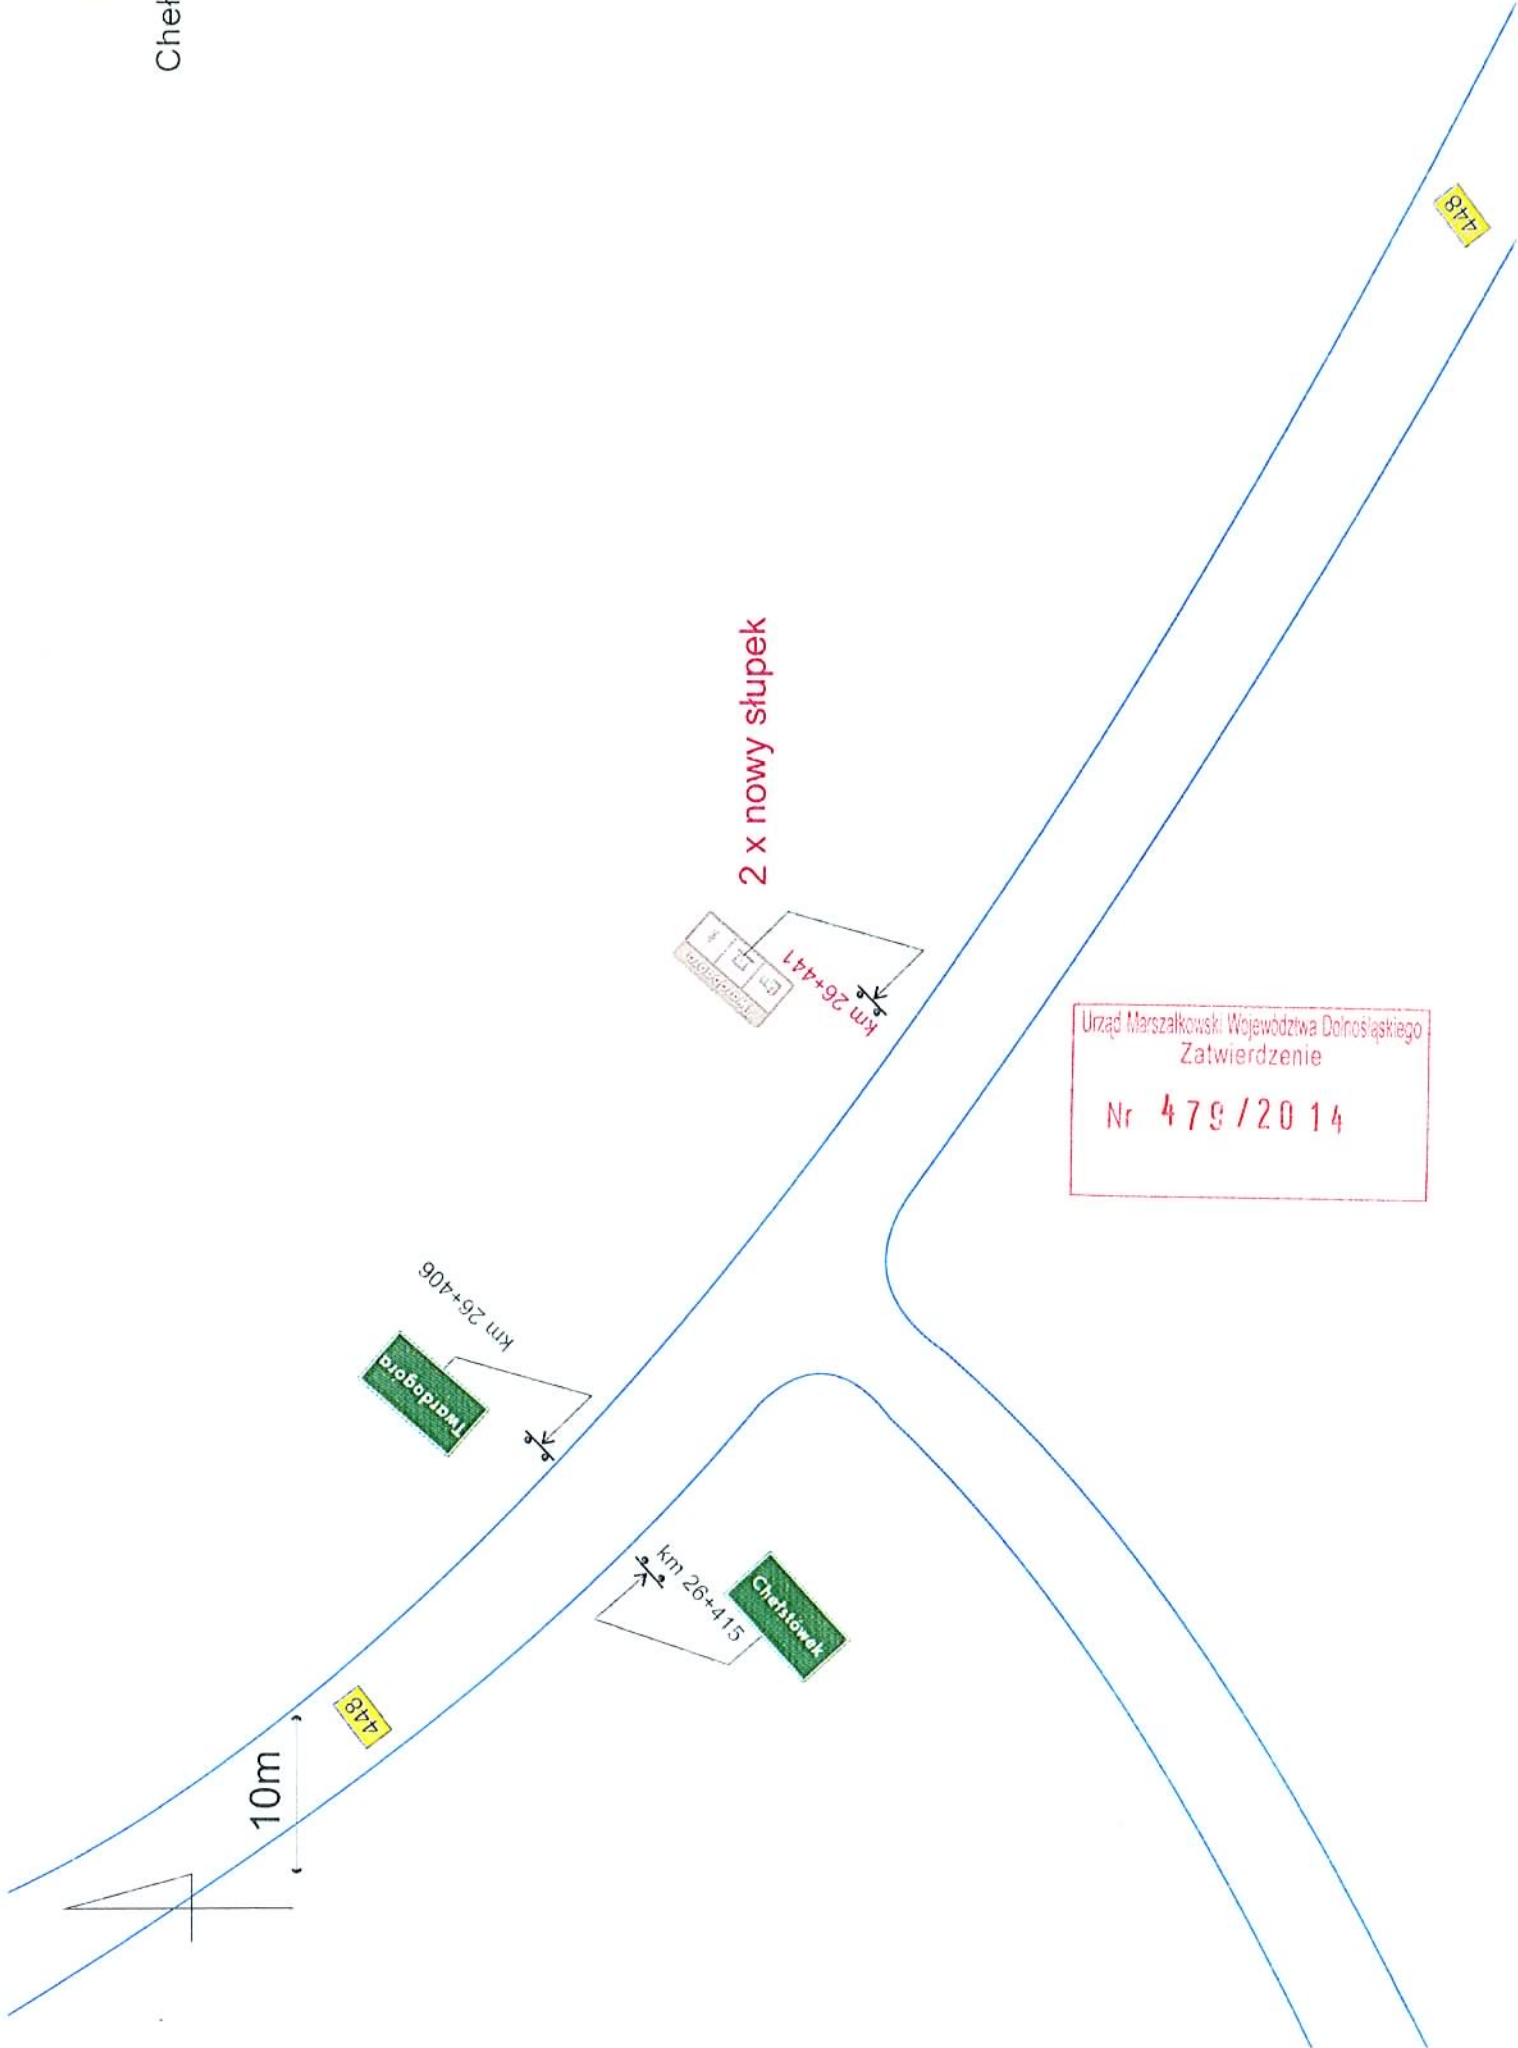 Cheł
448
2 x nowy słupek
Twardogóra
km 26+441
Urząd Marszałkowski Województwa Dolnośląskiego
Zatwierdzenie
Nr 479/2014
km 26+406
Twardogóra
km 26+415
Chełstówek
448
10m